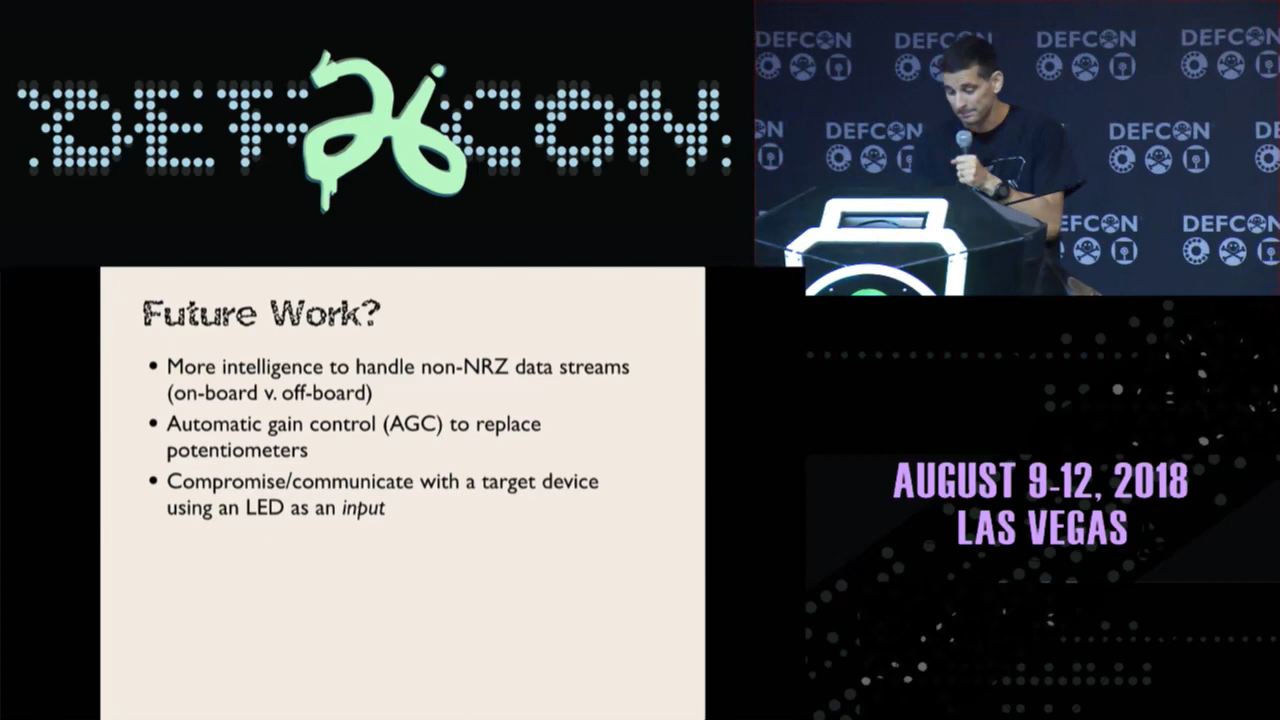 DEF 26 CON
DEFCON DEFCON DEFCON DEFCON
DEFCON DEFCON
DEFCON DEFCON
Future Work?
• More intelligence to handle non-NRZ data streams
(on-board v. off-board)
• Automatic gain control (AGC) to replace
potentiometers
• Compromise/communicate with a target device
using an LED as an input
AUGUST 9-12, 2018
LAS VEGAS